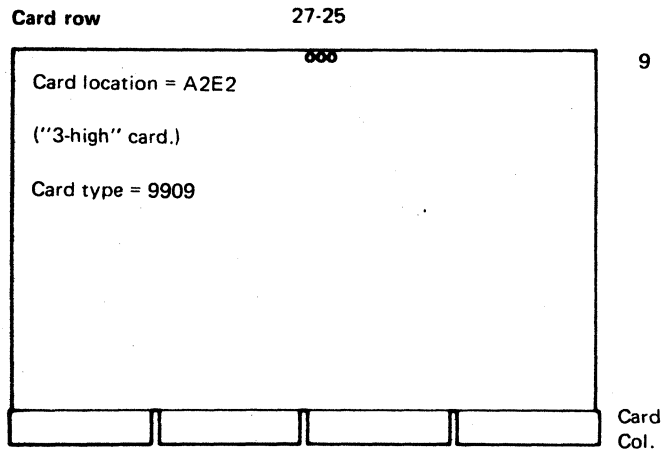 Card row 27-25
9
Card location = A2E2
("3-high" card.)
Card type = 9909
Card
Col.